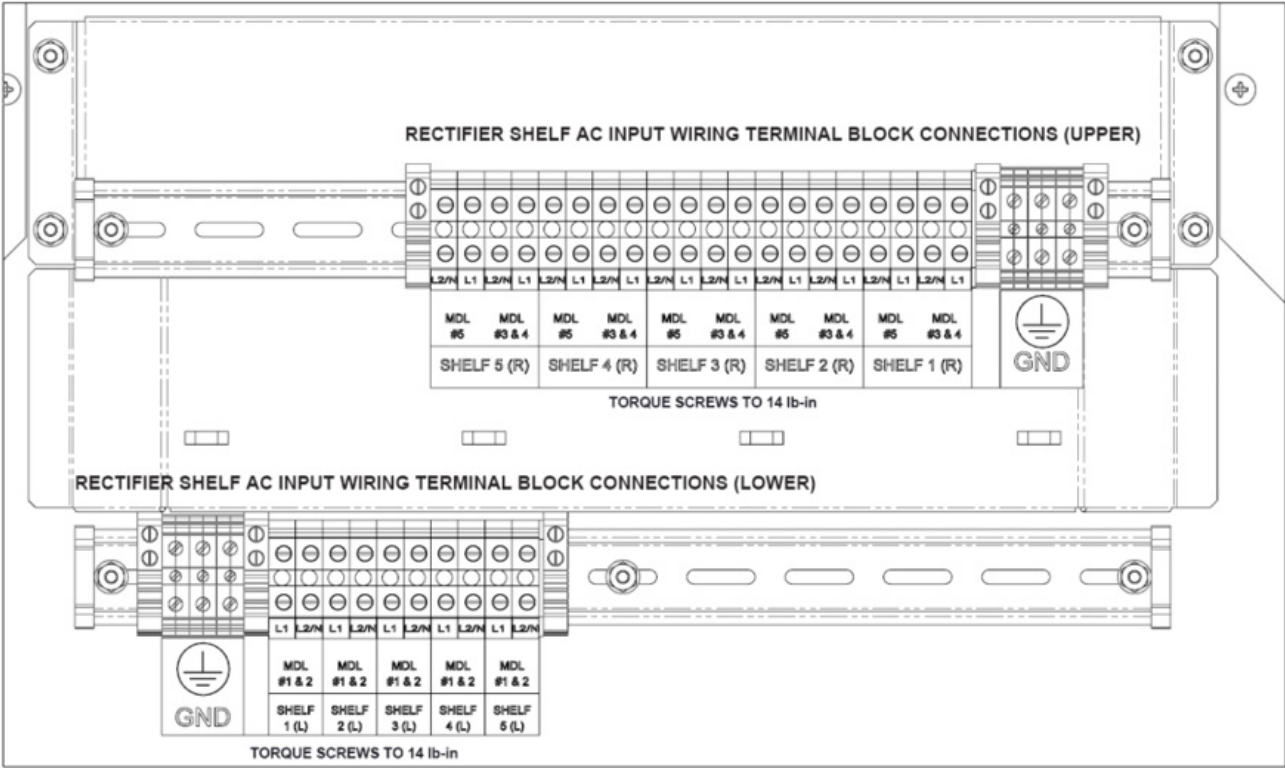 RECTIFIER SHELF AC INPUT WIRING TERMINAL BLOCK CONNECTIONS (UPPER)
L2/N L1 L2/N L1 L2/N L1 L2/N L1 L2/N L1 L2/N L1 L2/N L1 L2/N L1 L2/N L1 L2/N L1
MDL MDL MDL MDL MDL MDL MDL MDL MDL MDL
#5 #3 & 4 #5 #3 & 4 #5 #3 & 4 #5 #3 & 4 #5 #3 & 4
SHELF 5 (R) SHELF 4 (R) SHELF 3 (R) SHELF 2 (R) SHELF 1 (R) GND
TORQUE SCREWS TO 14 lb-in
RECTIFIER SHELF AC INPUT WIRING TERMINAL BLOCK CONNECTIONS (LOWER)
L1 L2/N L1 L2/N L1 L2/N L1 L2/N L1 L2/N
MDL MDL MDL MDL MDL
#1 & 2 #1 & 2 #1 & 2 #1 & 2 #1 & 2
GND SHELF SHELF SHELF SHELF SHELF
1 (L) 2 (L) 3 (L) 4 (L) 5 (L)
TORQUE SCREWS TO 14 lb-in